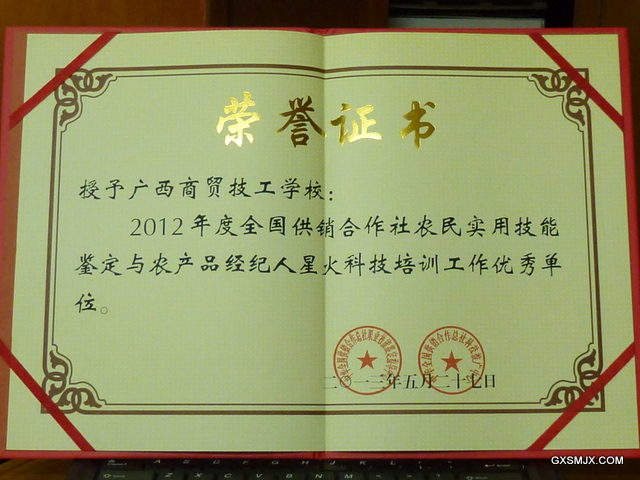 荣誉证书
授予广西商贸技工学校：
2012年度全国供销合作社农民实用技能
鉴定与农产品经纪人星火科技培训工作优秀单
位。
二〇一三年五月二十七日
GXSMJX.COM